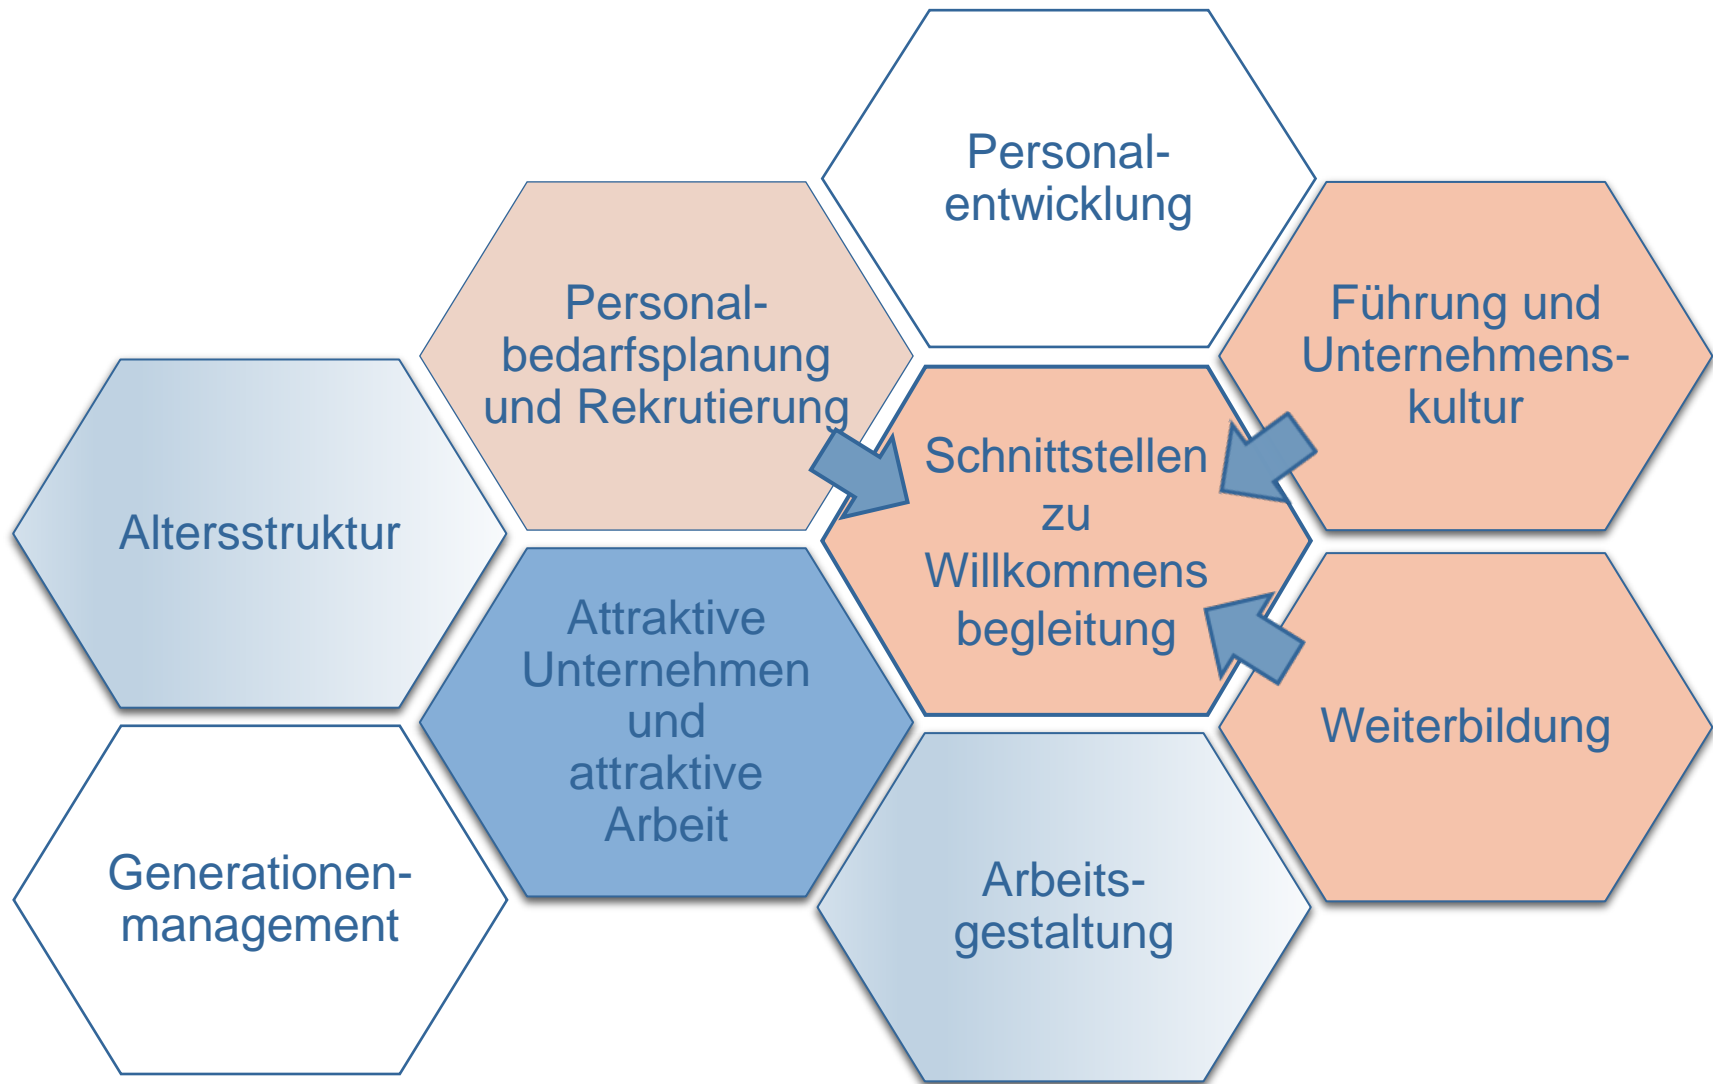 Personal-
entwicklung
Personal-
bedarfsplanung
und Rekrutierung
Führung und
Unternehmens-
kultur
Altersstruktur
Schnittstellen
zu
Willkommens
begleitung
Attraktive
Unternehmen
und
attraktive
Arbeit
Weiterbildung
Generationen-
management
Arbeits-
gestaltung